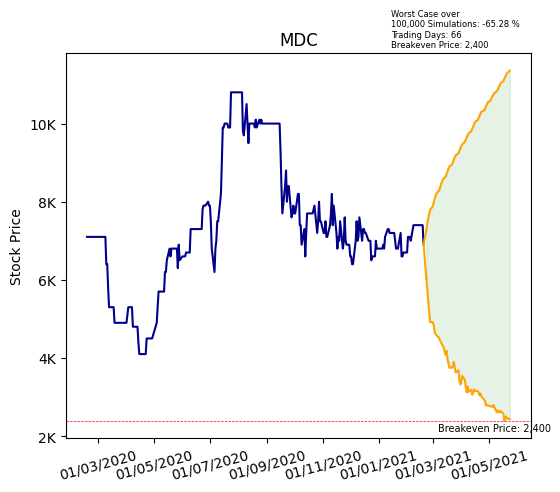 Worst Case over
100,000 Simulations: -65.28 %
Trading Days: 66
Breakeven Price: 2,400
MDC
Stock Price
10K
8K
6K
4K
2K
Breakeven Price: 2,400
01/03/2020
01/05/2020
01/07/2020
01/09/2020
01/11/2020
01/01/2021
01/03/2021
01/05/2021